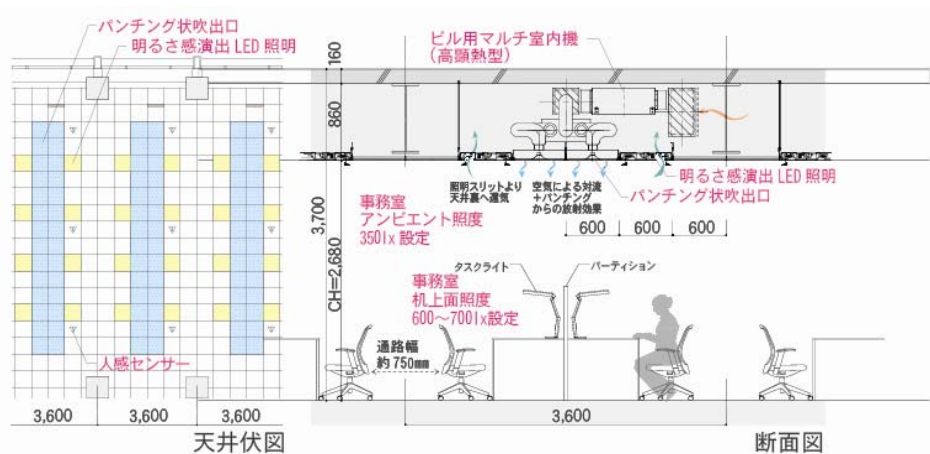 パンチング状吹出口
明るさ感演出 LED 照明
人感センサー
3,600
3,600
3,600
天井伏図
ビル用マルチ室内機
(高顕熱型)
160
860
3,700
CH=2,680
照明スリットより
天井裏へ還気
空気による対流
+パンチング
からの放射効果
明るさ感演出 LED 照明
パンチング状吹出口
600
600
600
事務室
アンビエント照度
350lx 設定
事務室
机上面照度
600～700lx設定
タスクライト
パーティション
通路幅
約 750mm
3,600
断面図